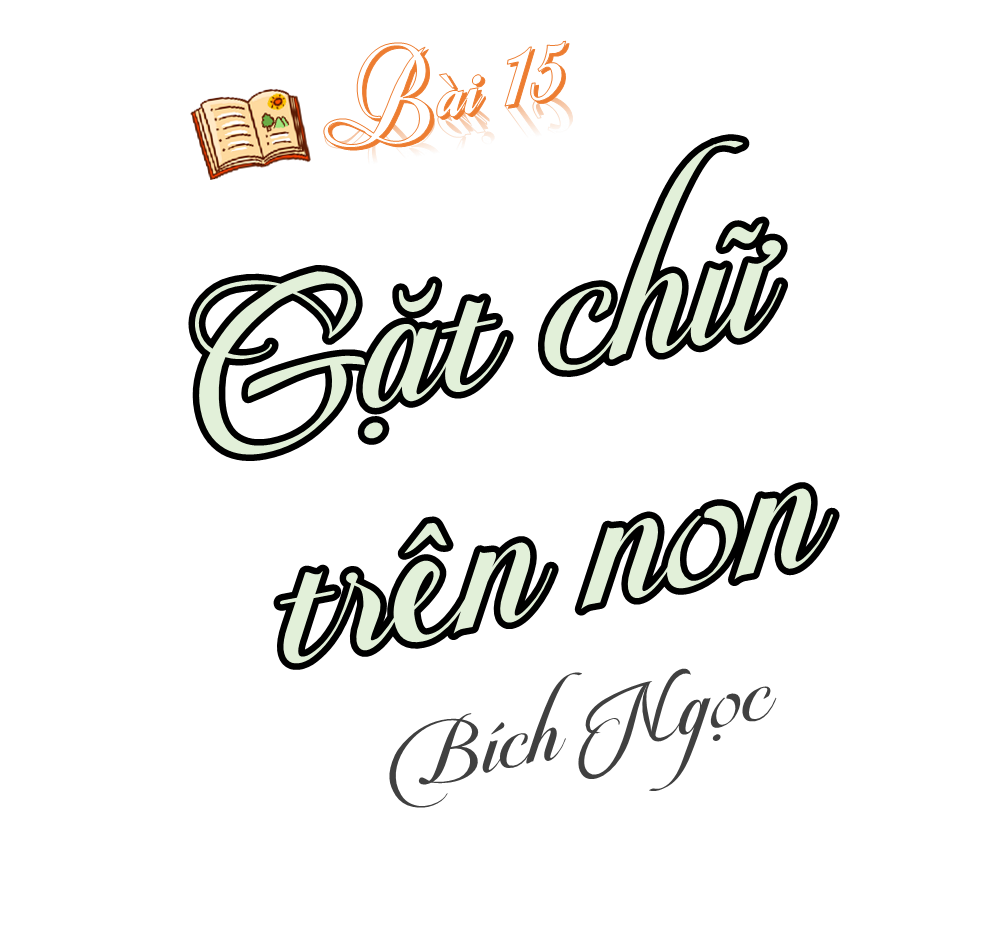 Bài 15
Gặt chữ
trên non
Bích Ngọc